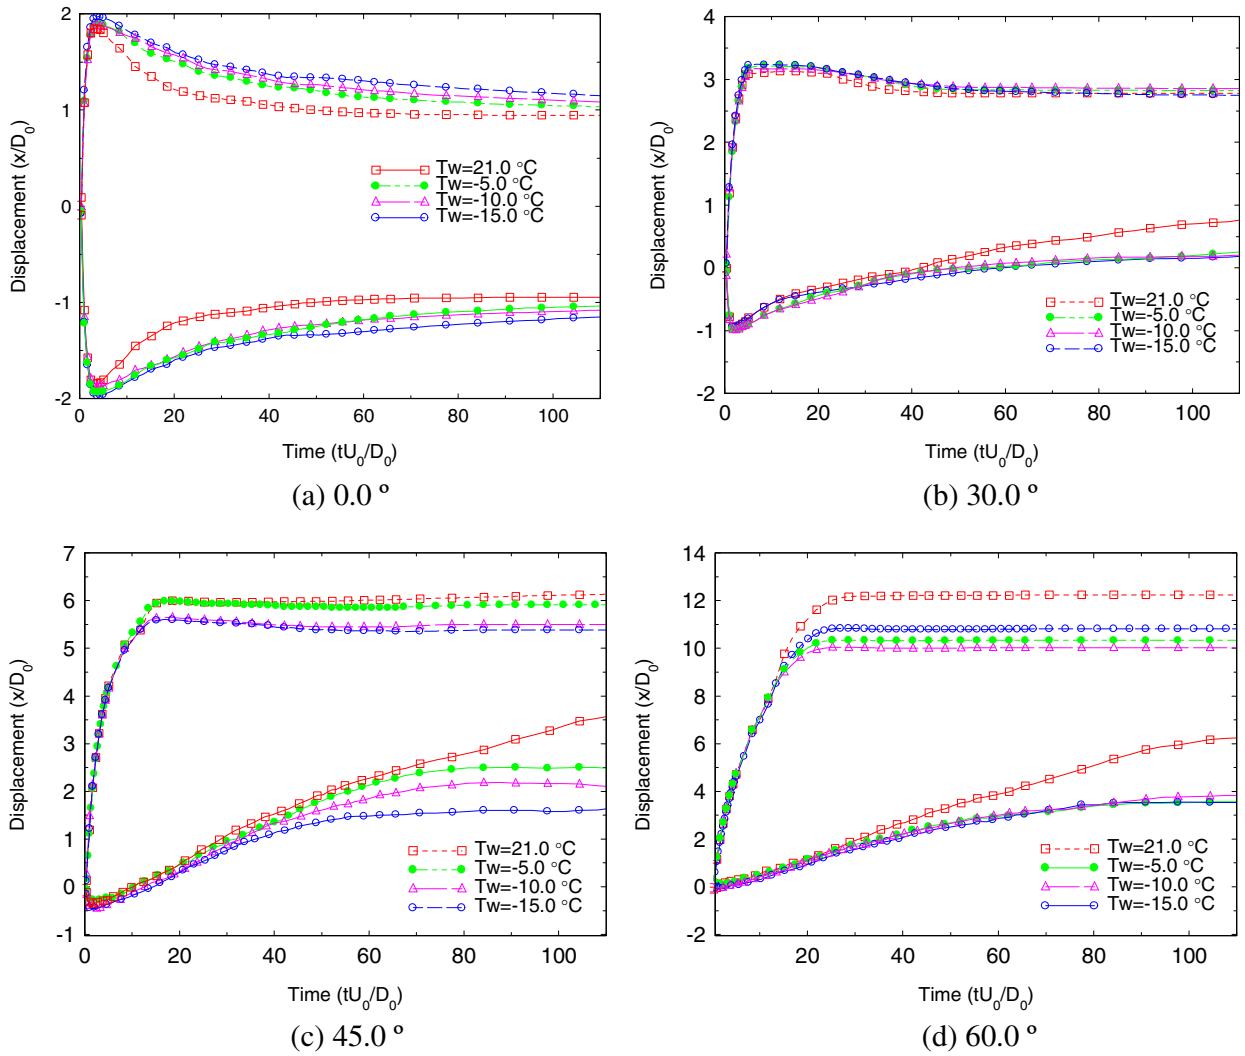 2
1
0
-1
-2
0 20 40 60 80 100
Displacement (x/D0)
Time (tU0/D0)
Tw=21.0 °C
Tw=-5.0 °C
Tw=-10.0 °C
Tw=-15.0 °C
(a) 0.0 º
4
3
2
1
0
-1
-2
0 20 40 60 80 100
Displacement (x/D0)
Time (tU0/D0)
Tw=21.0 °C
Tw=-5.0 °C
Tw=-10.0 °C
Tw=-15.0 °C
(b) 30.0 º
7
6
5
4
3
2
1
0
-1
0 20 40 60 80 100
Displacement (x/D0)
Time (tU0/D0)
Tw=21.0 °C
Tw=-5.0 °C
Tw=-10.0 °C
Tw=-15.0 °C
(c) 45.0 º
14
12
10
8
6
4
2
0
-2
20 40 60 80 100
Displacement (x/D0)
Time (tU0/D0)
Tw=21.0 °C
Tw=-5.0 °C
Tw=-10.0 °C
Tw=-15.0 °C
(d) 60.0 º